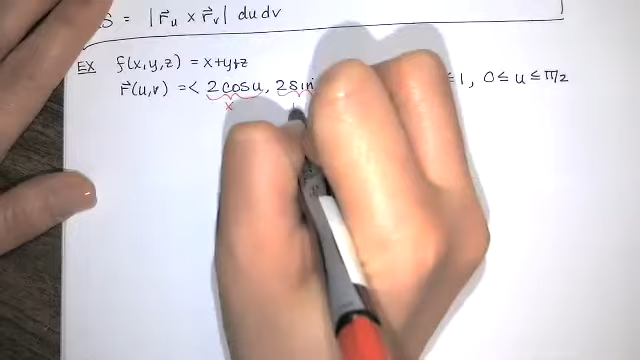 S = |r⃗u × r⃗v| du dv
EX f(x,y,z) = x+y+z
r⃗(u,v) = < 2cosu, 2sin ≤ 1, 0 ≤ u ≤ π/2
x